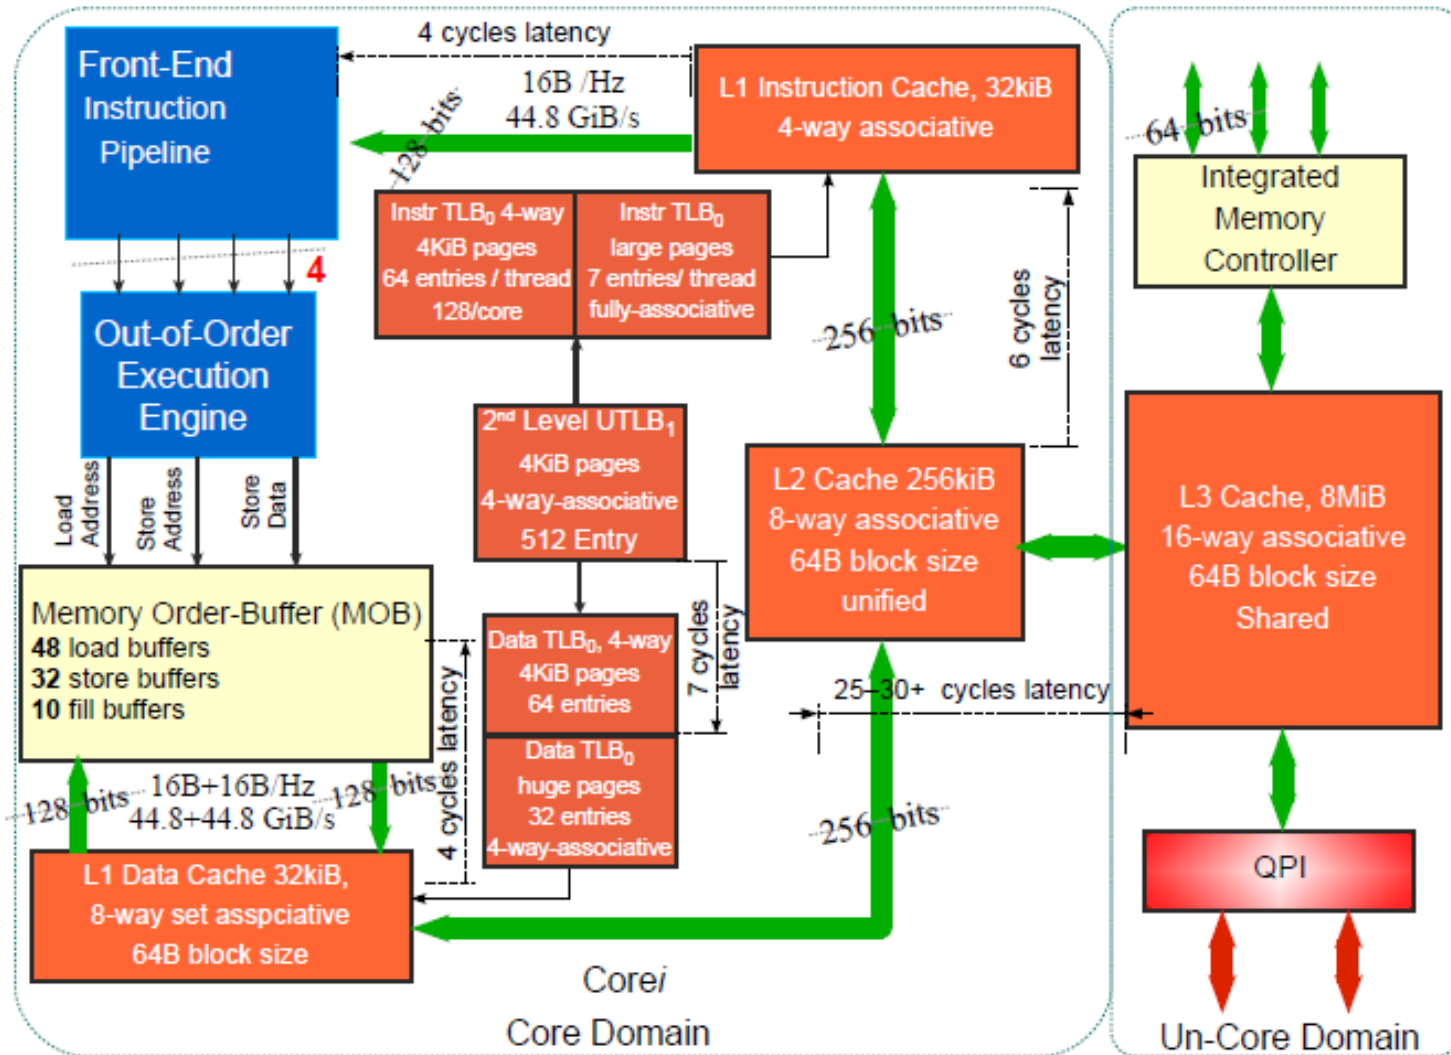 Front-End
Instruction
Pipeline
4 cycles latency
16B /Hz
44.8 GiB/s
128 bits
L1 Instruction Cache, 32kiB
4-way associative
64 bits
Integrated
Memory
Controller
Instr TLB0 4-way
4KiB pages
64 entries / thread
128/core
Instr TLB0
large pages
7 entries/ thread
fully-associative
4
Out-of-Order
Execution
Engine
256 bits
6 cycles
latency
2nd Level UTLB1
4KiB pages
4-way-associative
512 Entry
L2 Cache 256kiB
8-way associative
64B block size
unified
L3 Cache, 8MiB
16-way associative
64B block size
Shared
Load
Address
Store
Address
Store
Data
Memory Order-Buffer (MOB)
48 load buffers
32 store buffers
10 fill buffers
Data TLB0, 4-way
4KiB pages
64 entries
7 cycles
latency
25–30+ cycles latency
4 cycles latency
Data TLB0
huge pages
32 entries
4-way-associative
128 bits
16B+16B/Hz
44.8+44.8 GiB/s
128 bits
256 bits
L1 Data Cache 32kiB,
8-way set asspciative
64B block size
QPI
Corei
Core Domain
Un-Core Domain